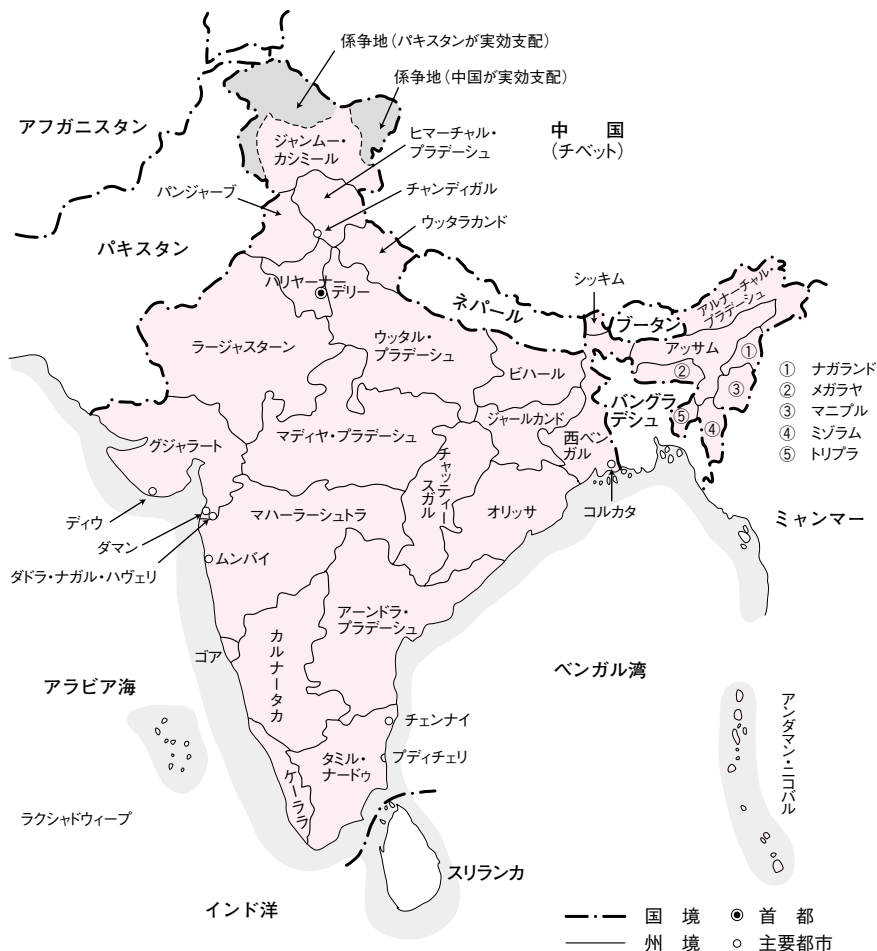 係争地（パキスタンが実効支配）
係争地（中国が実効支配）
アフガニスタン
中　国
（チベット）
ジャンムー・
カシミール
ヒマーチャル・
プラデーシュ
パンジャーブ
チャンディガル
ウッタラカンド
パキスタン
ハリヤーナー
デリー
ネパール
シッキム
ブータン
アルナーチャル・
プラデーシュ
ラージャスターン
ウッタル・
プラデーシュ
アッサム
ビハール
バングラ
デシュ
①
②
③
④
⑤
① ナガランド
② メガラヤ
③ マニプル
④ ミゾラム
⑤ トリプラ
グジャラート
マディヤ・プラデーシュ
ジャールカンド
西ベン
ガル
チャッティー
スガル
オリッサ
コルカタ
ミャンマー
ディウ
ダマン
ダドラ・ナガル・ハヴェリ
マハーラーシュトラ
ムンバイ
アーンドラ・
プラデーシュ
カルナータカ
ゴア
アラビア海
ベンガル湾
チェンナイ
プディチェリ
タミル・
ナードゥ
ケーララ
アンダマン・ニコバル
ラクシャドウィープ
スリランカ
インド洋
国　境
首　都
州　境
主要都市